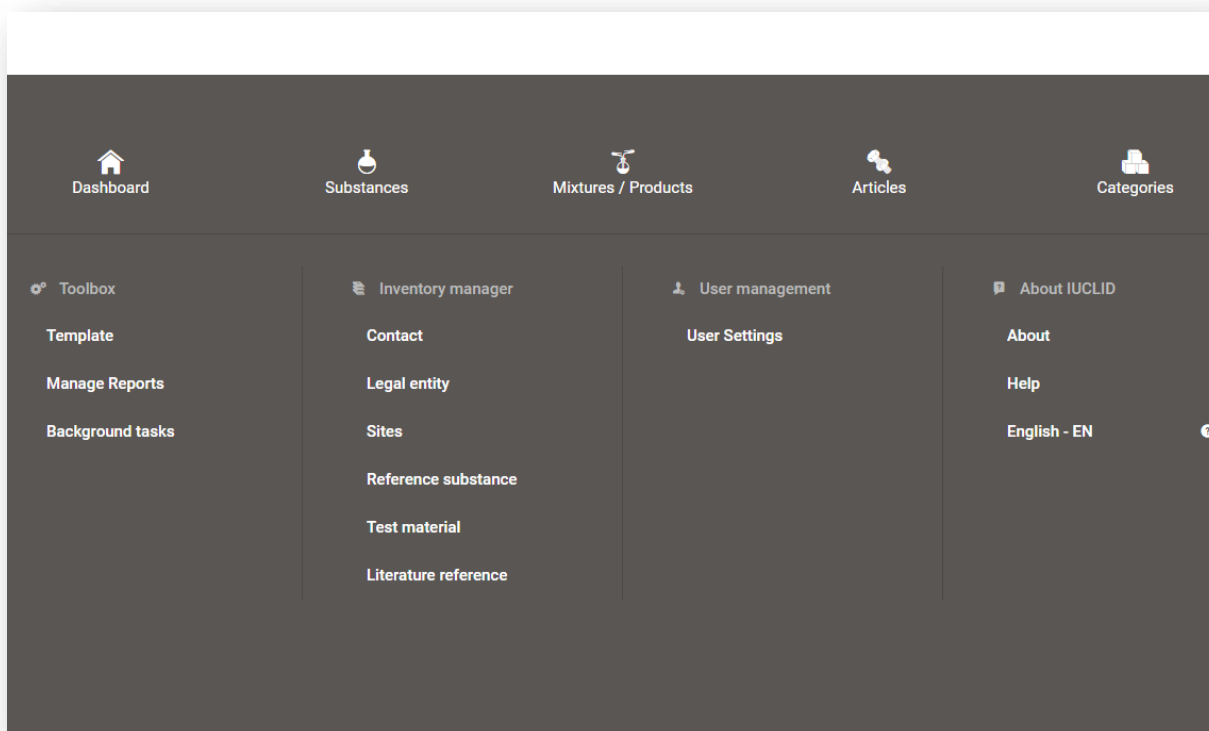 Dashboard
Substances
Mixtures / Products
Articles
Categories
Toolbox
Template
Manage Reports
Background tasks
Inventory manager
Contact
Legal entity
Sites
Reference substance
Test material
Literature reference
User management
User Settings
About IUCLID
About
Help
English - EN